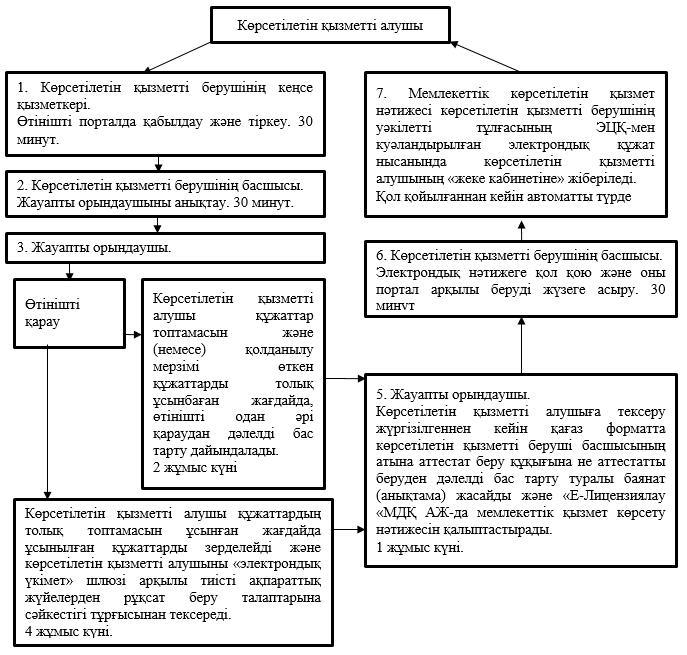 Көрсетілетін қызметті алушы
1. Көрсетілетін қызметті берушінің кеңсе
қызметкері.
Өтінішті порталда қабылдау және тіркеу. 30
минут.
2. Көрсетілетін қызметті берушінің басшысы.
Жауапты орындаушыны анықтау. 30 минут.
3. Жауапты орындаушы.
Өтінішті
қарау
Көрсетілетін қызметті
алушы құжаттар
топтамасын және
(немесе) қолданылу
мерзімі өткен
құжаттарды толық
ұсынбаған жағдайда,
өтінішті одан әрі
қараудан дәлелді бас
тарту дайындалады.
2 жұмыс күні
Көрсетілетін қызметті алушы құжаттардың
толық топтамасын ұсынған жағдайда
ұсынылған құжаттарды зерделейді және
көрсетілетін қызметті алушыны «электрондық
үкімет» шлюзі арқылы тиісті ақпараттық
жүйелерден рұқсат беру талаптарына
сәйкестігі тұрғысынан тексереді.
4 жұмыс күні.
5. Жауапты орындаушы.
Көрсетілетін қызметті алушыға тексеру
жүргізілгеннен кейін қағаз форматта
көрсетілетін қызметті беруші басшысының
атына аттестат беру құқығына не аттестатты
беруден дәлелді бас тарту туралы баянат
(анықтама) жасайды және «Е-Лицензиялау
«МДҚ АЖ-да мемлекеттік қызмет көрсету
нәтижесін қалыптастырады.
1 жұмыс күні.
6. Көрсетілетін қызметті берушінің басшысы.
Электрондық нәтижеге қол қою және оны
портал арқылы беруді жүзеге асыру. 30
минут
7. Мемлекеттік көрсетілетін қызмет
нәтижесі көрсетілетін қызметті берушінің
уәкілетті тұлғасының ЭЦҚ-мен
куәландырылған электрондық құжат
нысанында көрсетілетін қызметті
алушының «жеке кабинетіне» жіберіледі.
Қол қойылғаннан кейін автоматты түрде